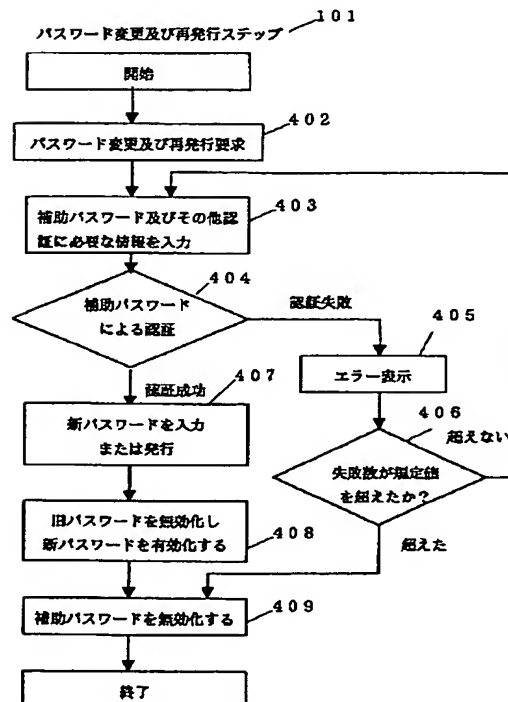 パスワード変更及び再発行ステップ
101
開始
402
パスワード変更及び再発行要求
403
補助パスワード及びその他認
証に必要な情報を入力
404
補助パスワード
による認証
認証失敗
405
エラー表示
認証成功
407
新パスワードを入力
または発行
406
超えない
失敗数が規定値
を超えたか?
旧パスワードを無効化し
新パスワードを有効化する
408
超えた
409
補助パスワードを無効化する
終了